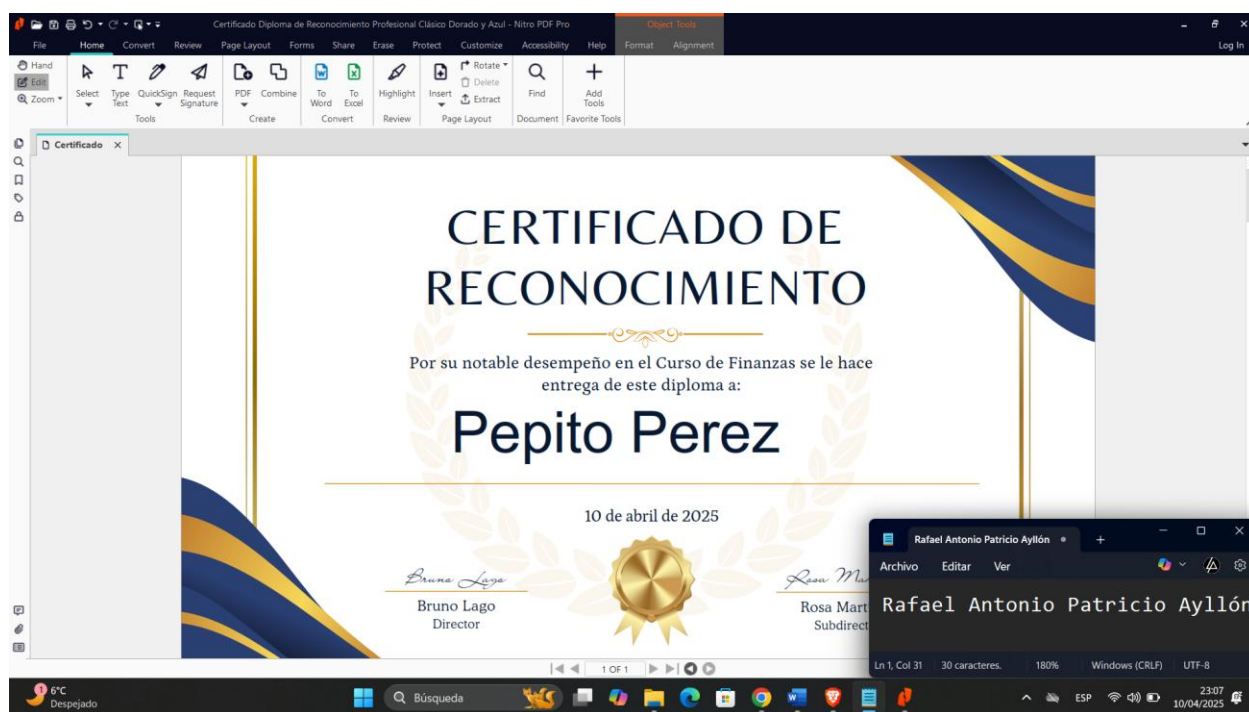 Certificado Diploma de Reconocimiento Profesional Clásico Dorado y Azul - Nitro PDF Pro
Object Tools
File Home Convert Review Page Layout Forms Share Erase Protect Customize Accessibility Help Format Alignment
Log In
Hand
Edit
Zoom
Select
Type Text
QuickSign
Request Signature
Tools
PDF
Combine
Create
To Word
To Excel
Convert
Highlight
Review
Insert
Rotate
Delete
Extract
Page Layout
Find
Document
Add Tools
Favorite Tools
Certificado
CERTIFICADO DE
RECONOCIMIENTO
Por su notable desempeño en el Curso de Finanzas se le hace
entrega de este diploma a:
Pepito Perez
10 de abril de 2025
Bruno Lago
Bruno Lago
Director
Rosa Mar
Rosa Mart
Subdirect
Rafael Antonio Patricio Ayllón
Archivo Editar Ver
Rafael Antonio Patricio Ayllón
Ln 1, Col 31 30 caracteres. 180% Windows (CRLF) UTF-8
1 OF 1
6°C
Despejado
Búsqueda
ESP
23:07
10/04/2025